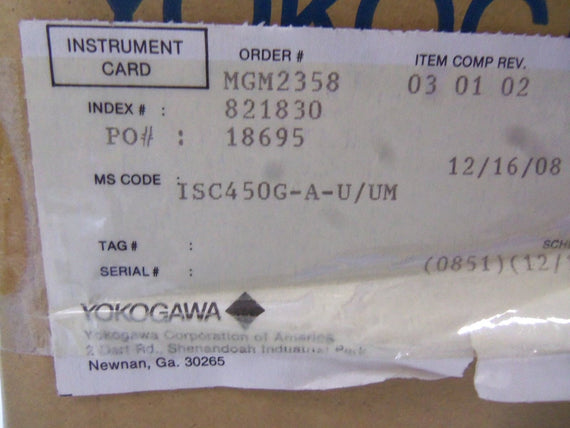 YOKOGA
INSTRUMENT CARD
ORDER # MGM2358
ITEM COMP REV. 03 01 02
INDEX # : 821830
PO# : 18695
12/16/08
MS CODE : ISC450G-A-U/UM
TAG # :
SERIAL # :
(0851)(12/
YOKOGAWA
Yokogawa Corporation of America
2 Dart Rd., Shenandoah Industrial Park
Newnan, Ga. 30265